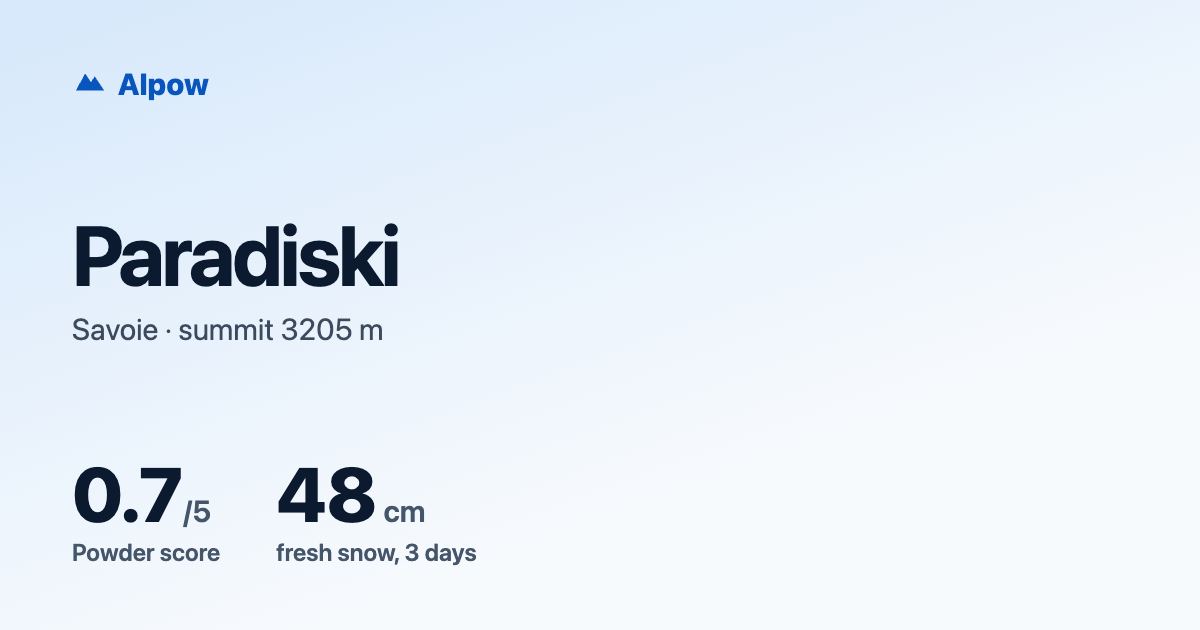 Alpow
Paradiski
Savoie · summit 3205 m
0.7/5
Powder score
48 cm
fresh snow, 3 days